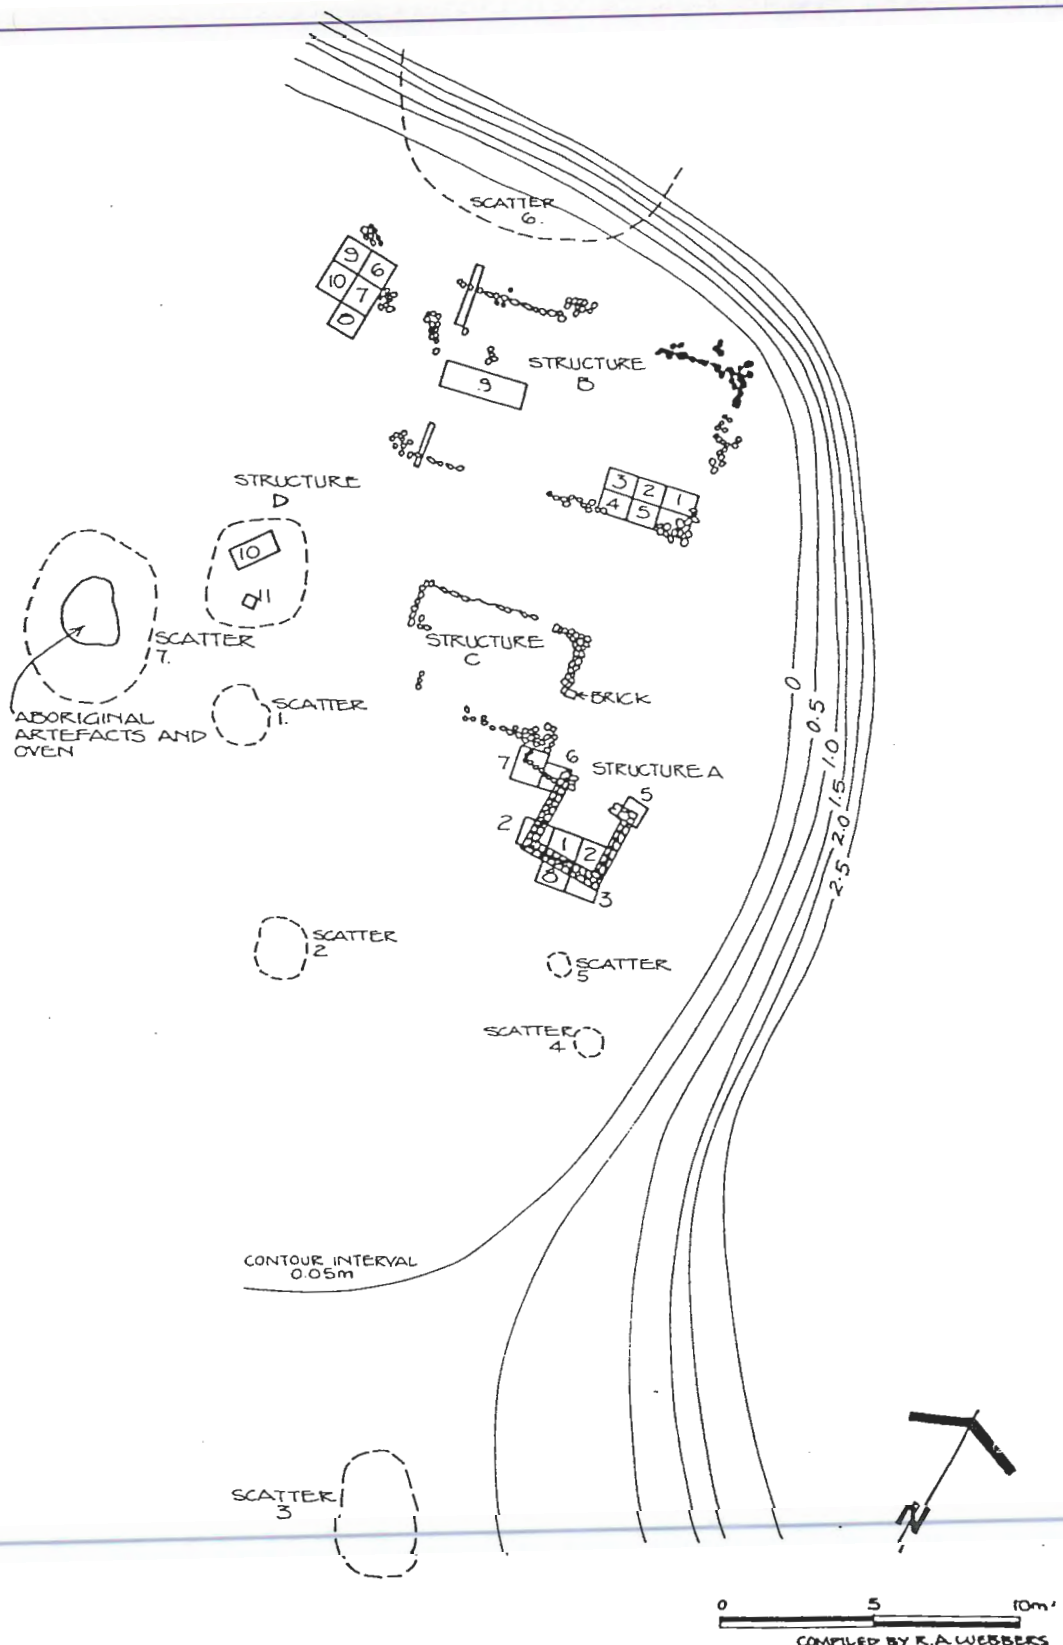 SCATTER
6.
9
6
10
7
0
STRUCTURE
B
9
3
2
1
4
5
STRUCTURE
D
10
11
SCATTER
7.
STRUCTURE
C
BRICK
SCATTER
1.
ABORIGINAL
ARTEFACTS AND
OVEN
0
0.5
1.0
1.5
2.0
2.5
7
6
STRUCTURE A
5
2
1
2
8
3
SCATTER
2
SCATTER
5
SCATTER
4
CONTOUR INTERVAL
0.05m
SCATTER
3
N
0 5 10m.
COMPILED BY R.A WEBBERS